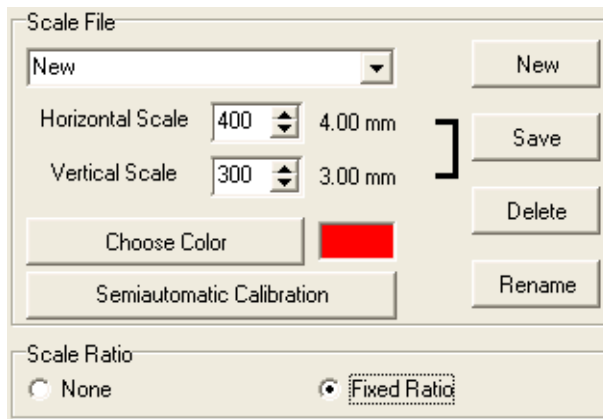 Scale File
New
New
Horizontal Scale 400 4.00 mm
Save
Vertical Scale 300 3.00 mm
Delete
Choose Color
Semiautomatic Calibration
Rename
Scale Ratio
None Fixed Ratio